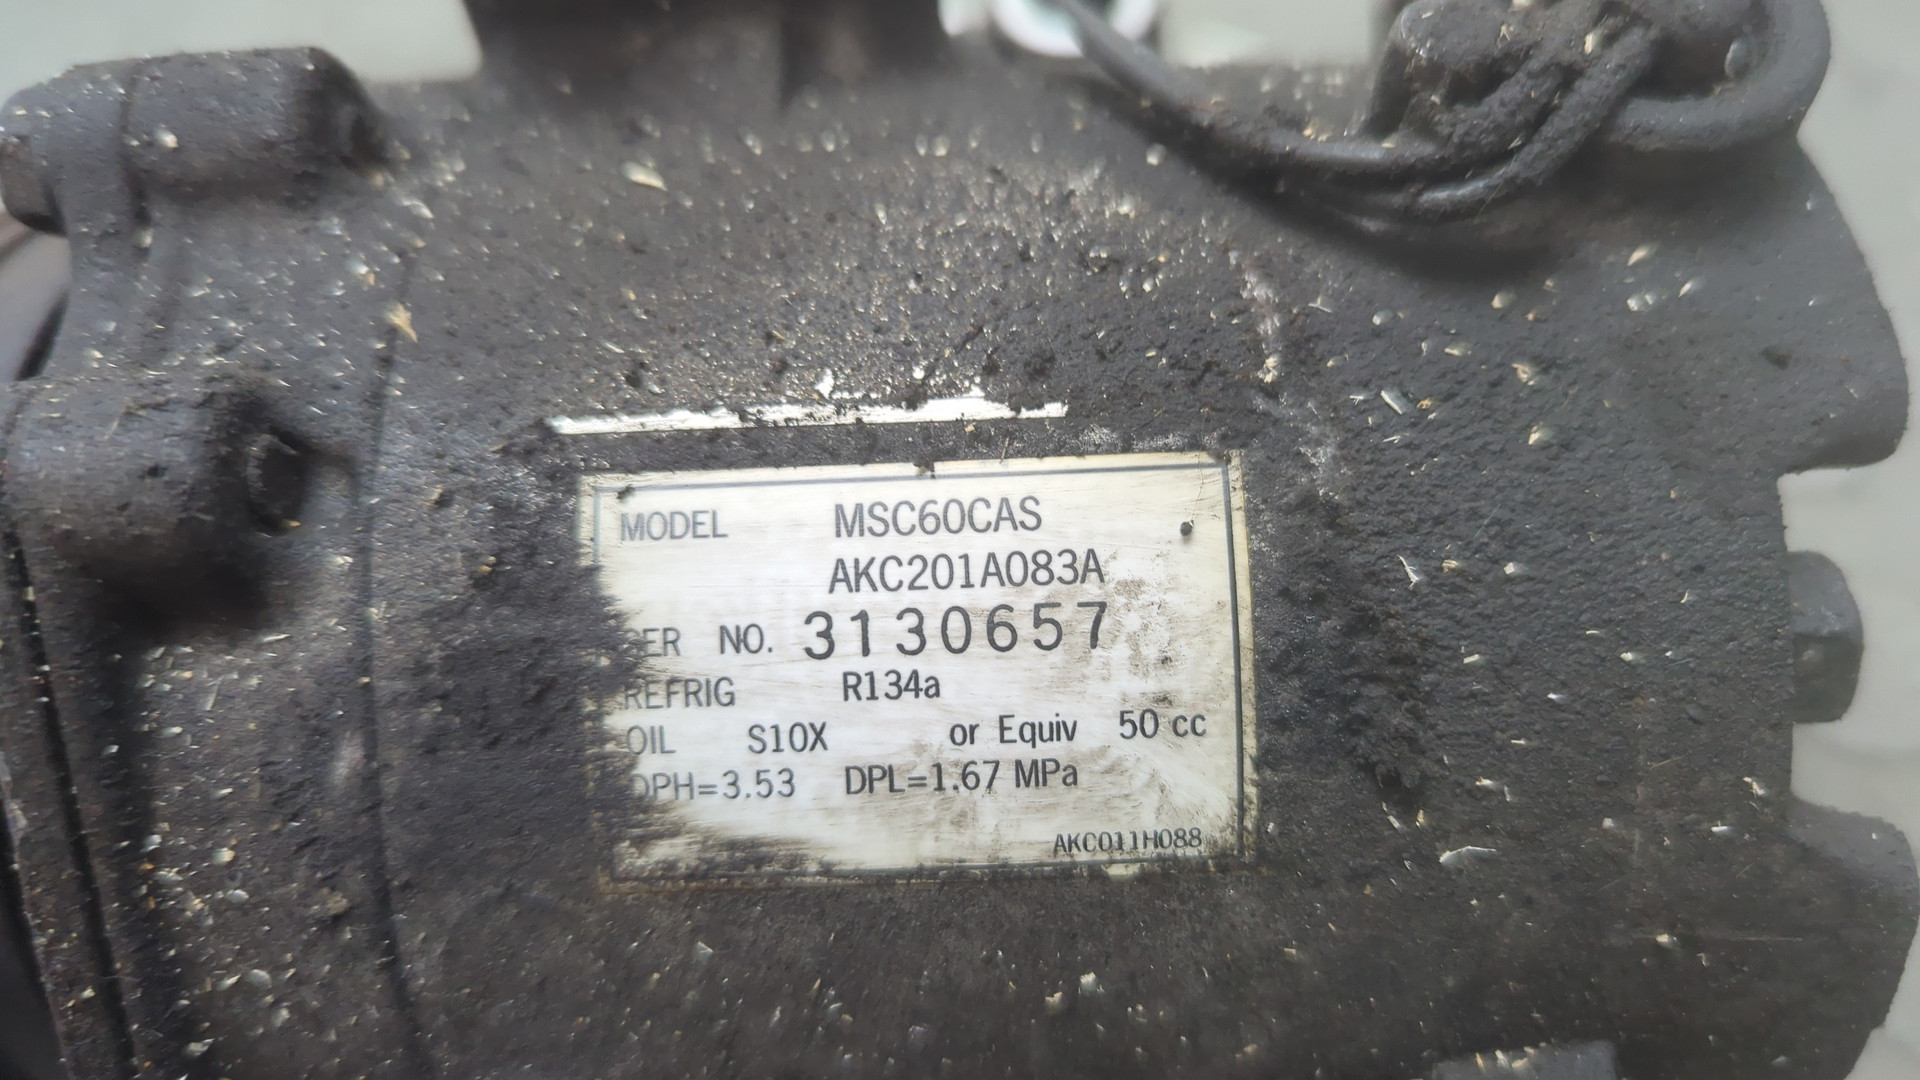 MODEL MSC60CAS
AKC201A083A
SER NO. 3130657
REFRIG R134a
OIL S10X or Equiv 50 cc
DPH=3.53 DPL=1.67 MPa
AKC011H088